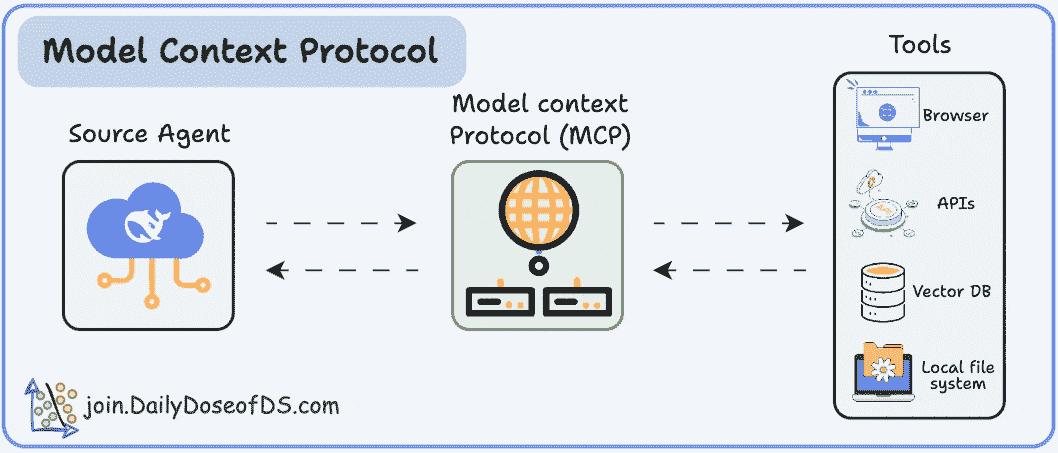 Model Context Protocol
Tools
Model context
Protocol (MCP)
Source Agent
Browser
APIs
Vector DB
Local file
system
join.DailyDoseofDS.com